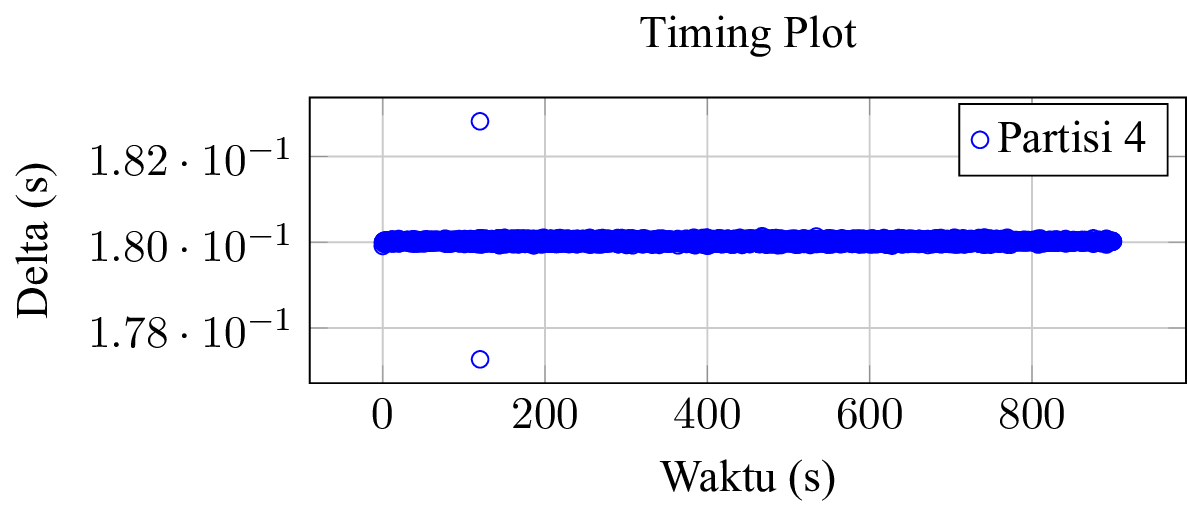 Timing Plot
Partisi 4
Delta (s)
1.82 · 10⁻¹
1.80 · 10⁻¹
1.78 · 10⁻¹
0 200 400 600 800
Waktu (s)